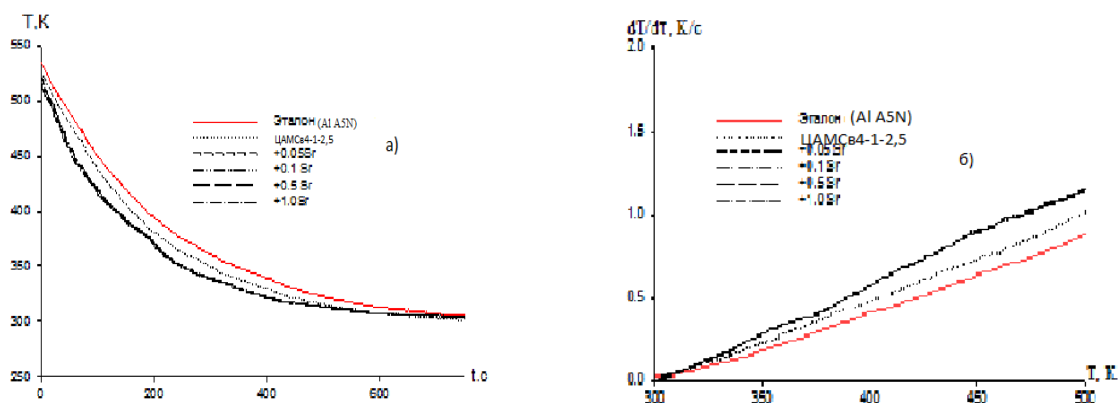 T,K
550
500
450
400
350
300
250
0
200
400
600
t.c
Эталон (Al A5N)
ЦАМСв4-1-2,5
+0.05Sr
+0.1 Sr
+0.5 Sr
+1.0Sr
а)
dT/dτ, K/c
2.0
1.5
1.0
0.5
0.0
300
350
400
450
500
T, K
Эталон (Al A5N)
ЦАМСв4-1-2,5
+0.05Sr
+0.1Sr
+0.5Sr
+1.0Sr
б)